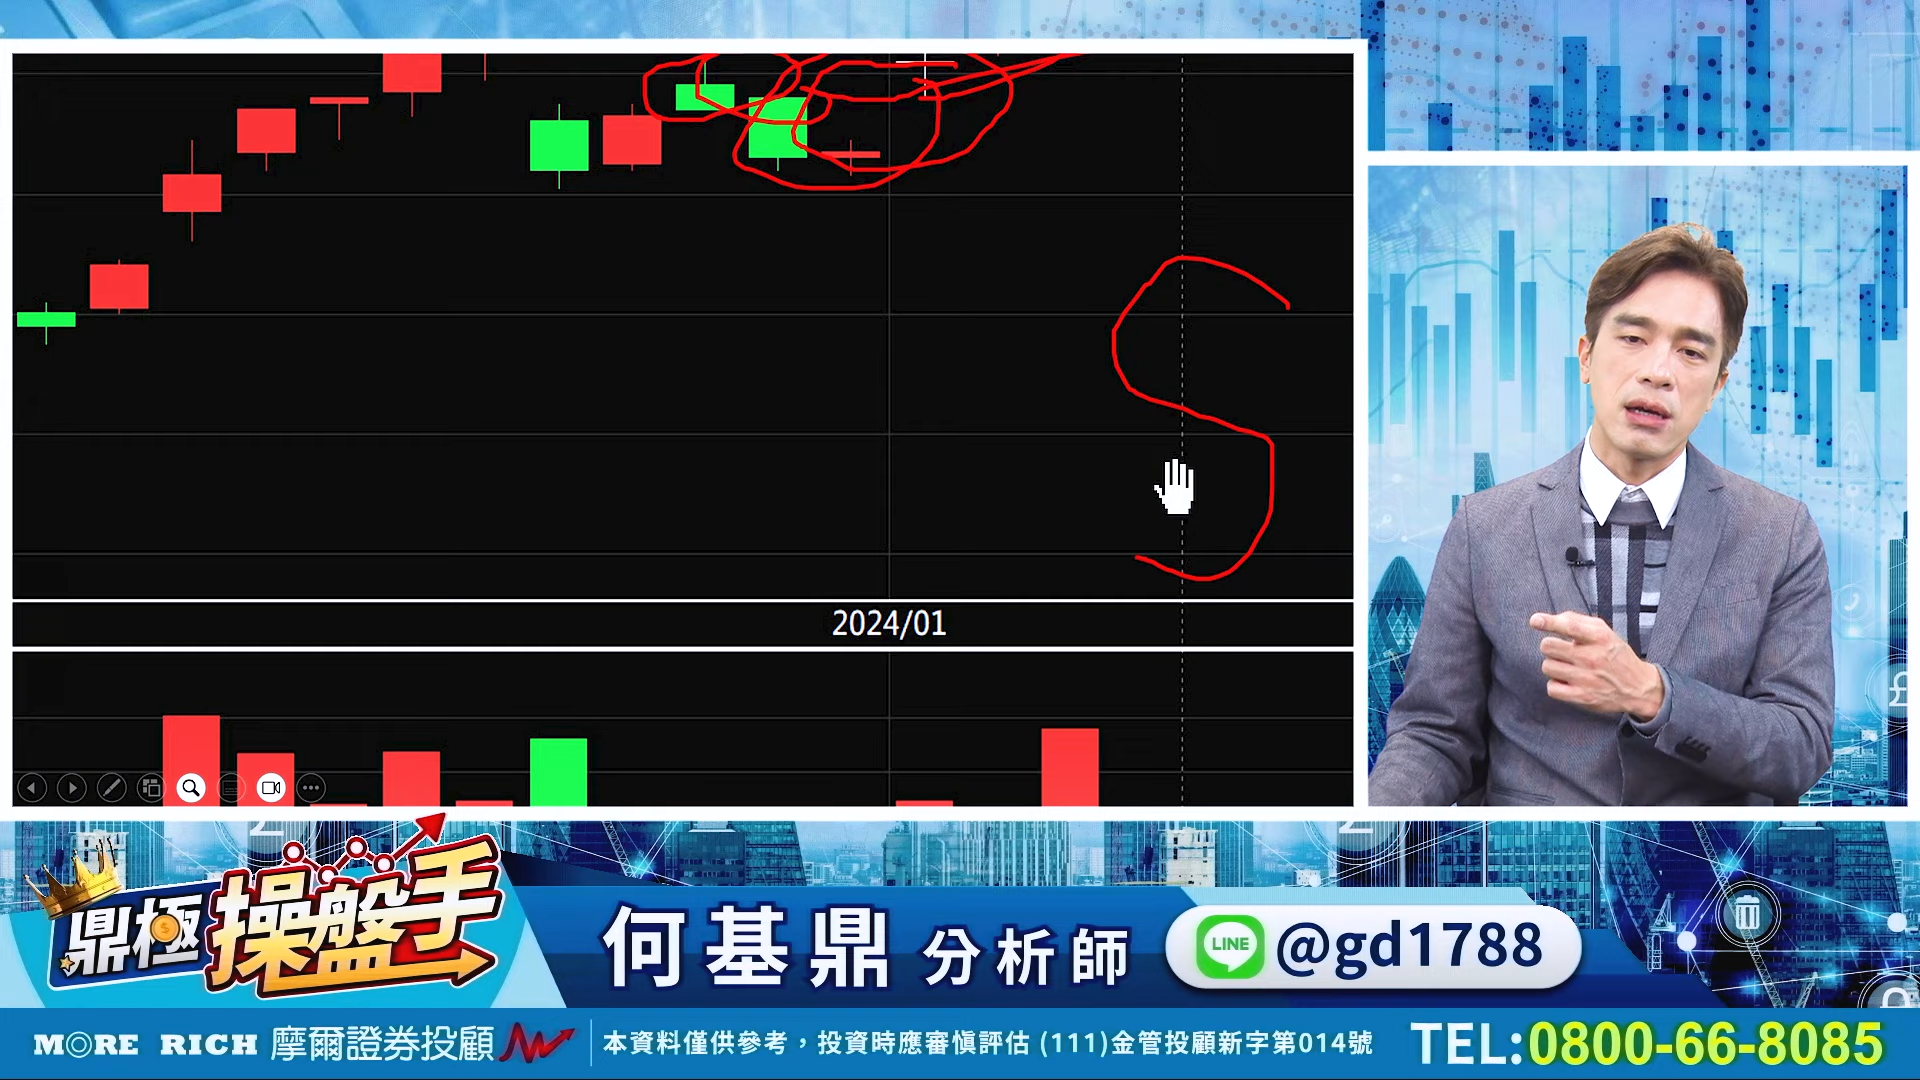 2024/01
鼎極
操盤手
何基鼎 分析師
LINE @gd1788
MORE RICH 摩爾證券投顧
本資料僅供參考，投資時應審慎評估 (111)金管投顧新字第014號
TEL:0800-66-8085